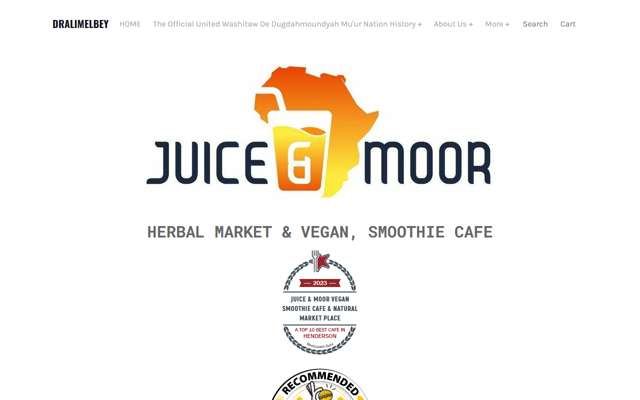 DRALIMELBEY
HOME
The Official United Washitaw De Dugdahmoundyah Mu'ur Nation History +
About Us +
More +
Search
Cart
JUICE & MOOR
HERBAL MARKET & VEGAN, SMOOTHIE CAFE
2023
JUICE & MOOR VEGAN
SMOOTHIE CAFE & NATURAL
MARKET PLACE
A TOP 10 BEST CAFE IN
HENDERSON
RECOMMENDED